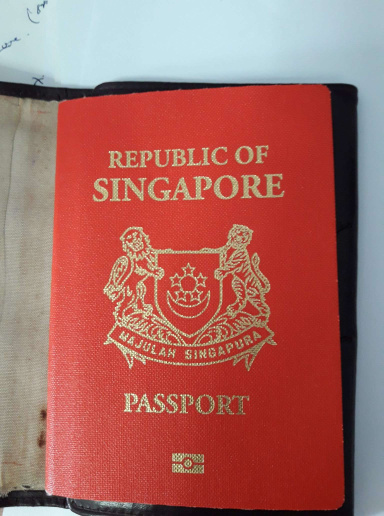 REPUBLIC OF
SINGAPORE
MAJULAH SINGAPURA
PASSPORT